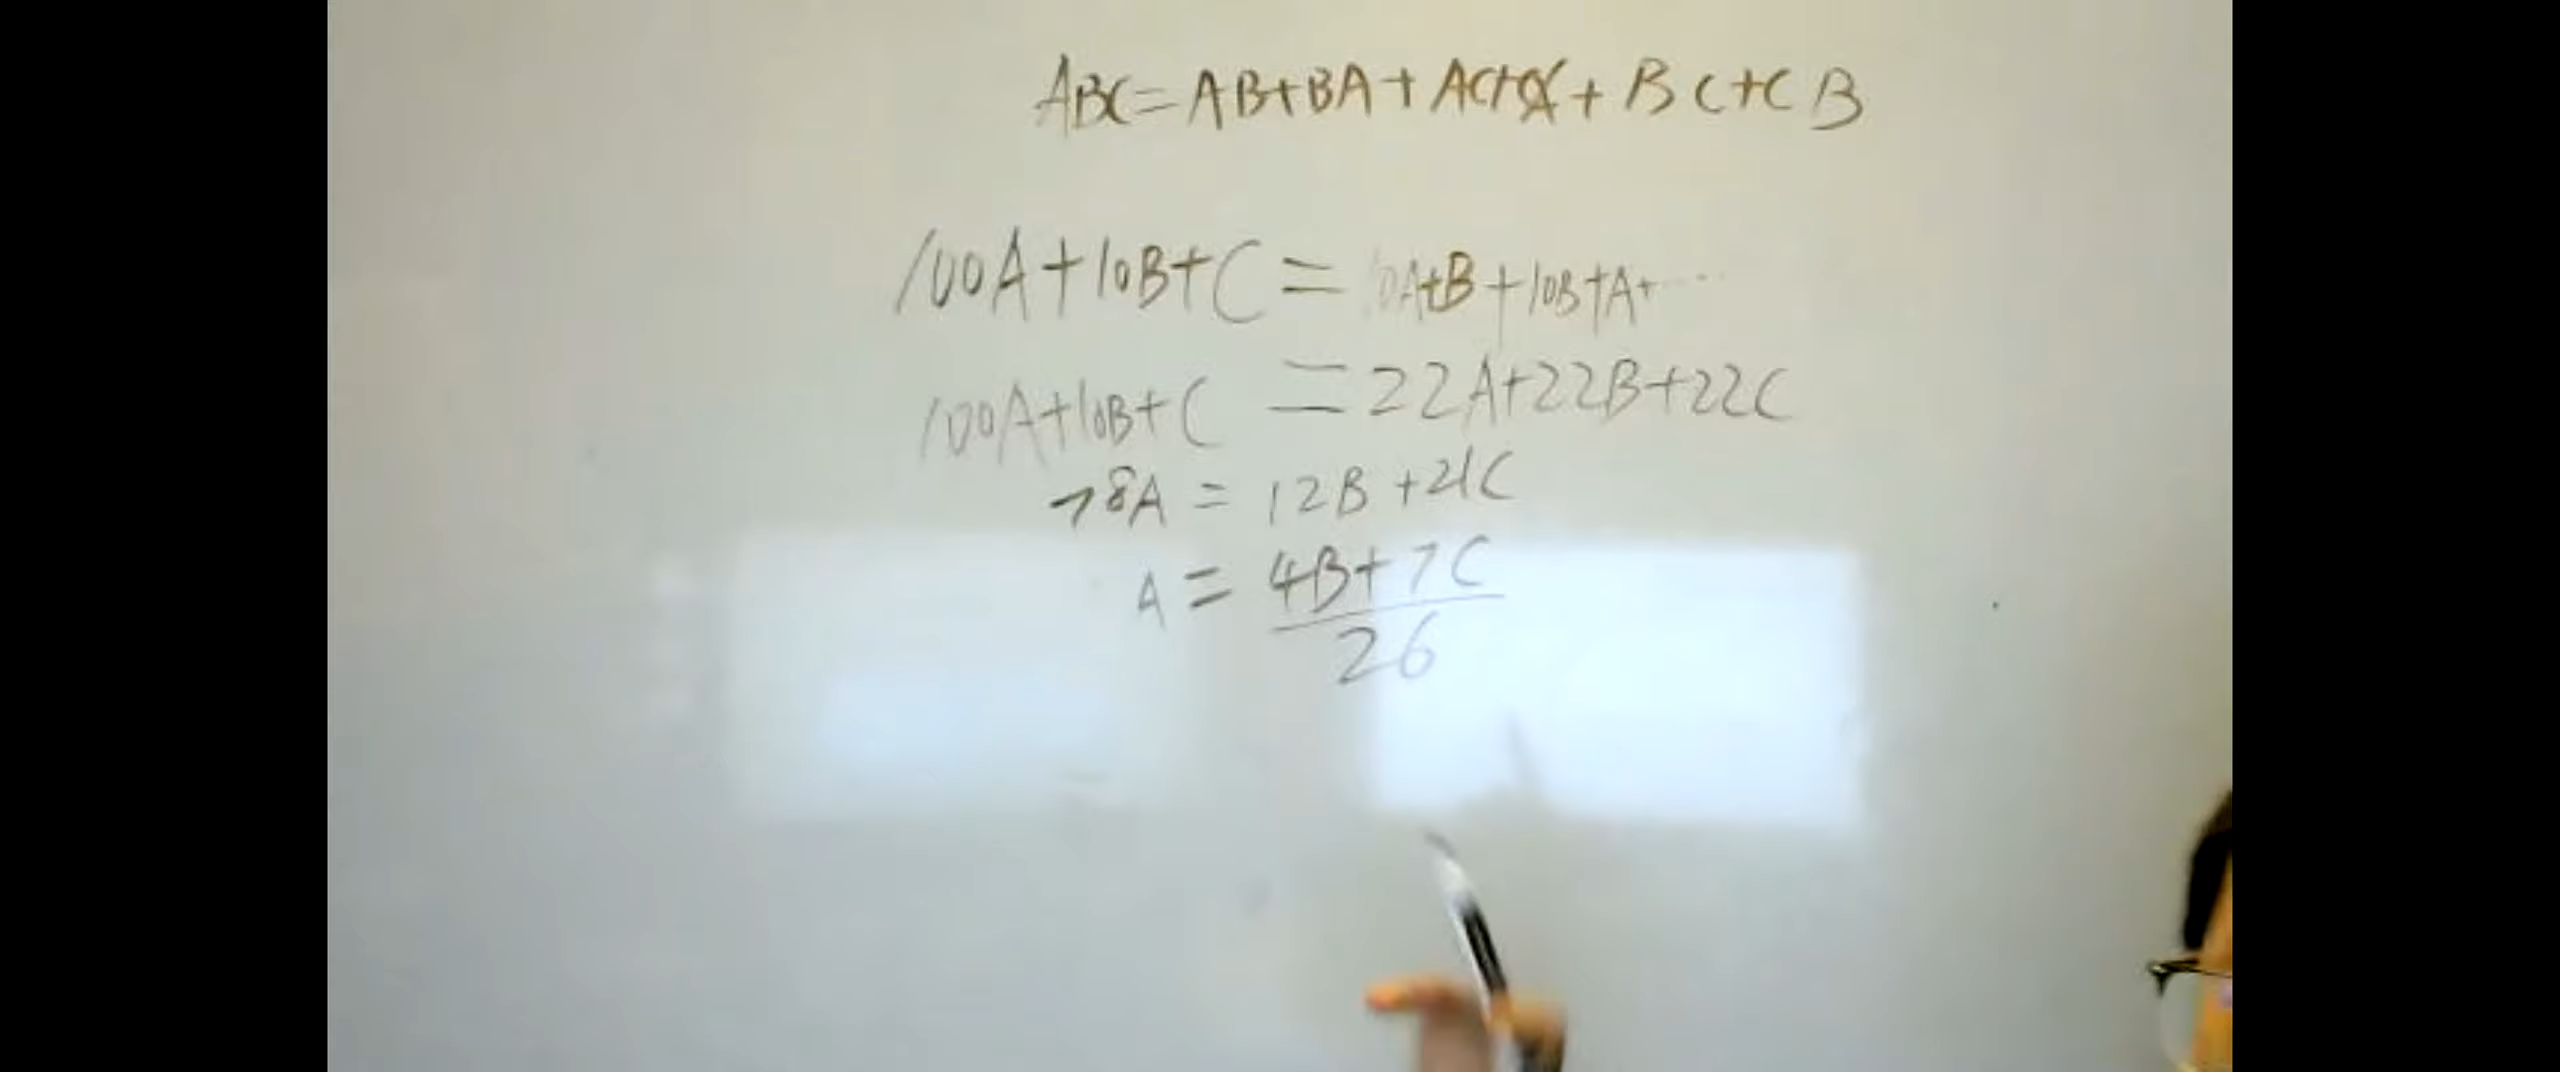 ABC=AB+BA+AC+CA+BC+CB
100A+10B+C=10A+B+10B+A+...
100A+10B+C=22A+22B+22C
78A=12B+21C
A=4B+7C
26